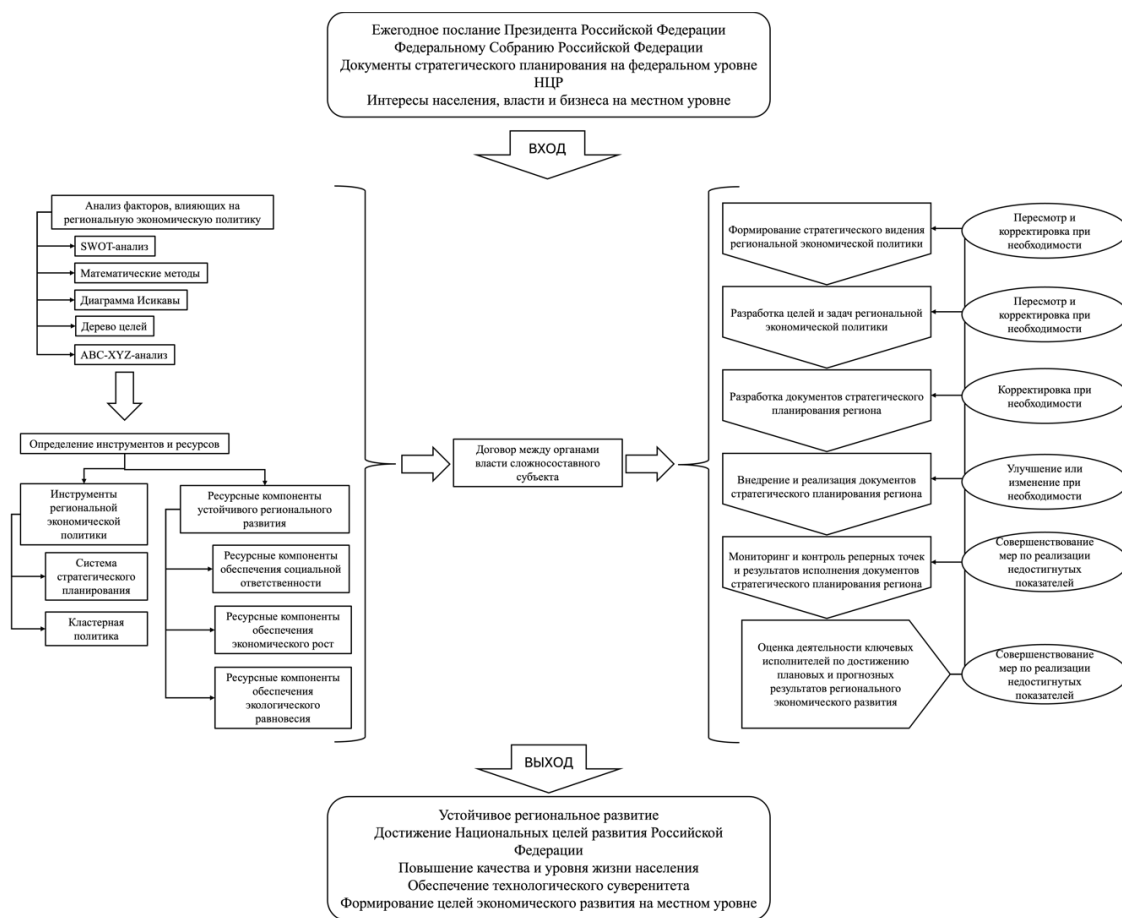 Ежегодное послание Президента Российской Федерации
Федеральному Собранию Российской Федерации
Документы стратегического планирования на федеральном уровне
НЦР
Интересы населения, власти и бизнеса на местном уровне
ВХОД
Анализ факторов, влияющих на
региональную экономическую политику
SWOT-анализ
Математические методы
Диаграмма Исикавы
Дерево целей
ABC-XYZ-анализ
Определение инструментов и ресурсов
Инструменты
региональной
экономической
политики
Система
стратегического
планирования
Кластерная
политика
Ресурсные компоненты
устойчивого регионального
развития
Ресурсные компоненты
обеспечения социальной
ответственности
Ресурсные компоненты
обеспечения
экономического рост
Ресурсные компоненты
обеспечения
экологического
равновесия
Договор между органами
власти сложносоставного
субъекта
Формирование стратегического видения
региональной экономической политики
Пересмотр и
корректировка при
необходимости
Разработка целей и задач региональной
экономической политики
Пересмотр и
корректировка при
необходимости
Разработка документов стратегического
планирования региона
Корректировка при
необходимости
Внедрение и реализация документов
стратегического планирования региона
Улучшение или
изменение при
необходимости
Мониторинг и контроль реперных точек
и результатов исполнения документов
стратегического планирования региона
Совершенствование
мер по реализации
недостигнутых
показателей
Оценка деятельности ключевых
исполнителей по достижению
плановых и прогнозных
результатов регионального
экономического развития
Совершенствование
мер по реализации
недостигнутых
показателей
ВЫХОД
Устойчивое региональное развитие
Достижение Национальных целей развития Российской
Федерации
Повышение качества и уровня жизни населения
Обеспечение технологического суверенитета
Формирование целей экономического развития на местном уровне